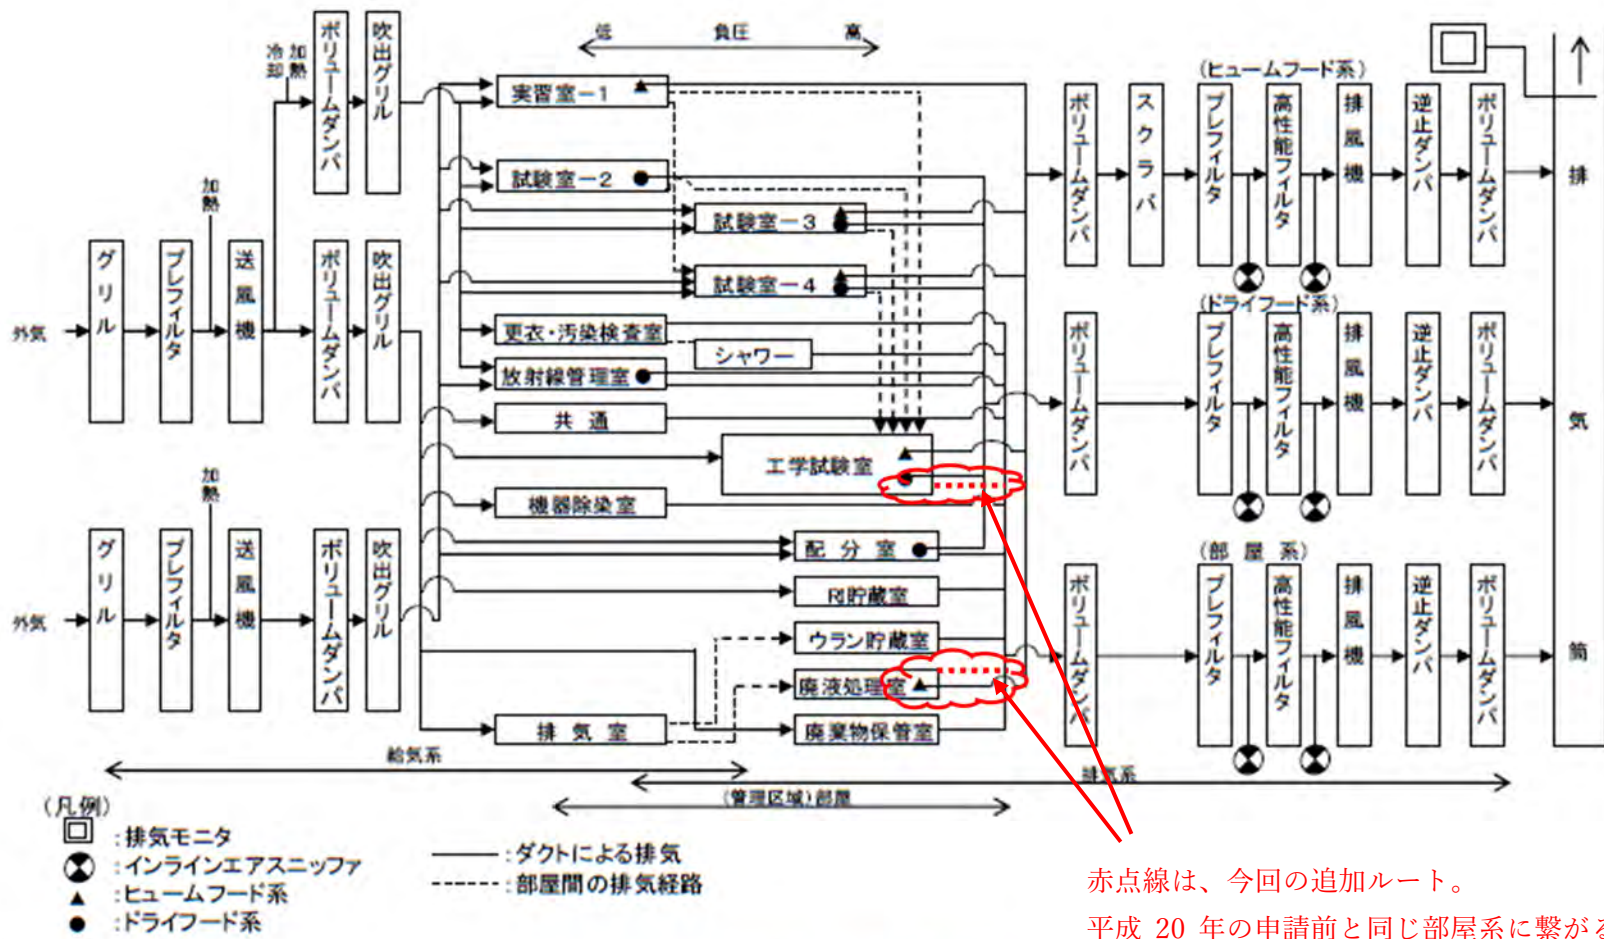 低 負圧 高
冷却 加熱
ボリュームダンパ
吹出グリル
実習室－1
試験室－2
試験室－3
試験室－4
更衣・汚染検査室
シャワー
放射線管理室
共 通
工学試験室
機器除染室
配 分 室
RI貯蔵室
ウラン貯蔵室
廃液処理室
排 気 室
廃棄物保管室
外気
グリル
プレフィルタ
加熱
送風機
ボリュームダンパ
吹出グリル
外気
グリル
プレフィルタ
加熱
送風機
ボリュームダンパ
吹出グリル
(ヒュームフード系)
ボリュームダンパ
スクラバ
プレフィルタ
高性能フィルタ
排風機
逆止ダンパ
ボリュームダンパ
(ドライフード系)
ボリュームダンパ
プレフィルタ
高性能フィルタ
排風機
逆止ダンパ
ボリュームダンパ
(部 屋 系)
ボリュームダンパ
プレフィルタ
高性能フィルタ
排風機
逆止ダンパ
ボリュームダンパ
排気筒
給気系
排気系
(管理区域)部屋
(凡例)
:排気モニタ
:インラインエアスニッファ
:ヒュームフード系
:ドライフード系
:ダクトによる排気
:部屋間の排気経路
赤点線は、今回の追加ルート。
平成 20 年の申請前と同じ部屋系に繋がる